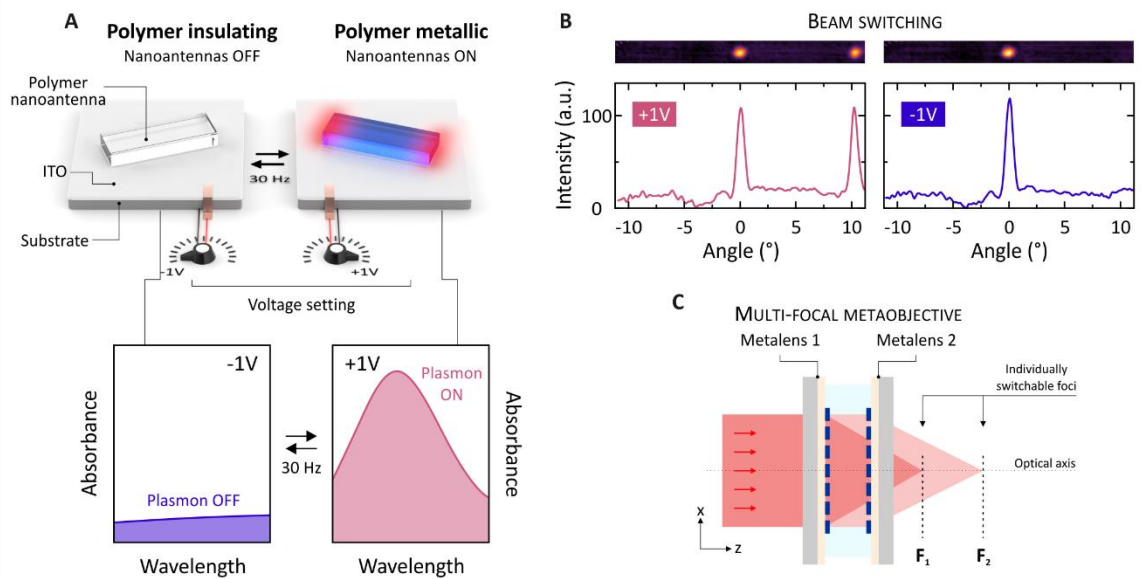 A
Polymer insulating
Nanoantennas OFF
Polymer metallic
Nanoantennas ON
Polymer
nanoantenna
ITO
Substrate
30 Hz
-1V
+1V
Voltage setting
-1V
Absorbance
Plasmon OFF
Wavelength
30 Hz
+1V
Plasmon
ON
Absorbance
Wavelength
B
BEAM SWITCHING
Intensity (a.u.)
100
50
0
+1V
-10 -5 0 5 10
Angle (°)
-1V
-10 -5 0 5 10
Angle (°)
C
MULTI-FOCAL METAOBJECTIVE
Metalens 1
Metalens 2
Individually
switchable foci
Optical axis
X
Z
F1
F2